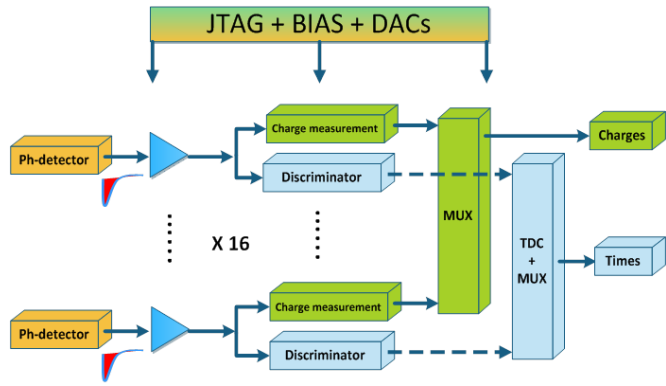 JTAG + BIAS + DACs
Charge measurement
Charges
Ph-detector
Discriminator
MUX
X 16
TDC
+
MUX
Times
Charge measurement
Ph-detector
Discriminator